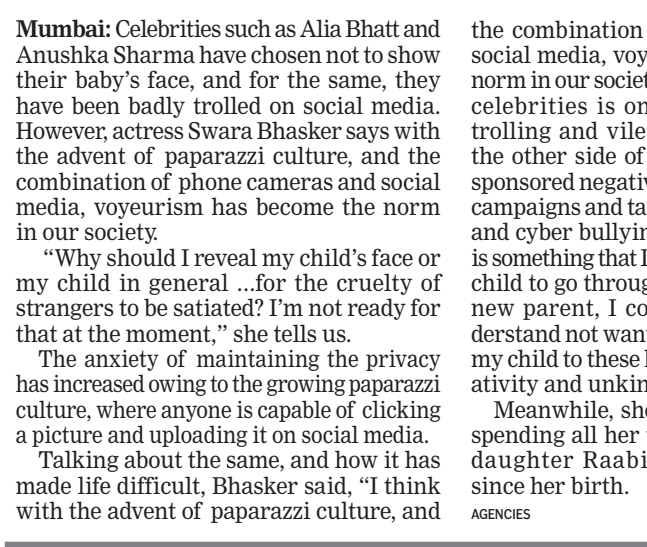 Mumbai: Celebrities such as Alia Bhatt and
Anushka Sharma have chosen not to show
their baby's face, and for the same, they
have been badly trolled on social media.
However, actress Swara Bhasker says with
the advent of paparazzi culture, and the
combination of phone cameras and social
media, voyeurism has become the norm
in our society.
“Why should I reveal my child's face or
my child in general ...for the cruelty of
strangers to be satiated? I'm not ready for
that at the moment,” she tells us.
The anxiety of maintaining the privacy
has increased owing to the growing paparazzi
culture, where anyone is capable of clicking
a picture and uploading it on social media.
Talking about the same, and how it has
made life difficult, Bhasker said, “I think
with the advent of paparazzi culture, and
the combination
social media, voy
norm in our societ
celebrities is on
trolling and vile
the other side of
sponsored negativ
campaigns and ta
and cyber bullyin
is something that I
child to go throug
new parent, I co
derstand not want
my child to these
ativity and unkin
Meanwhile, she
spending all her
daughter Raabi
since her birth.
AGENCIES